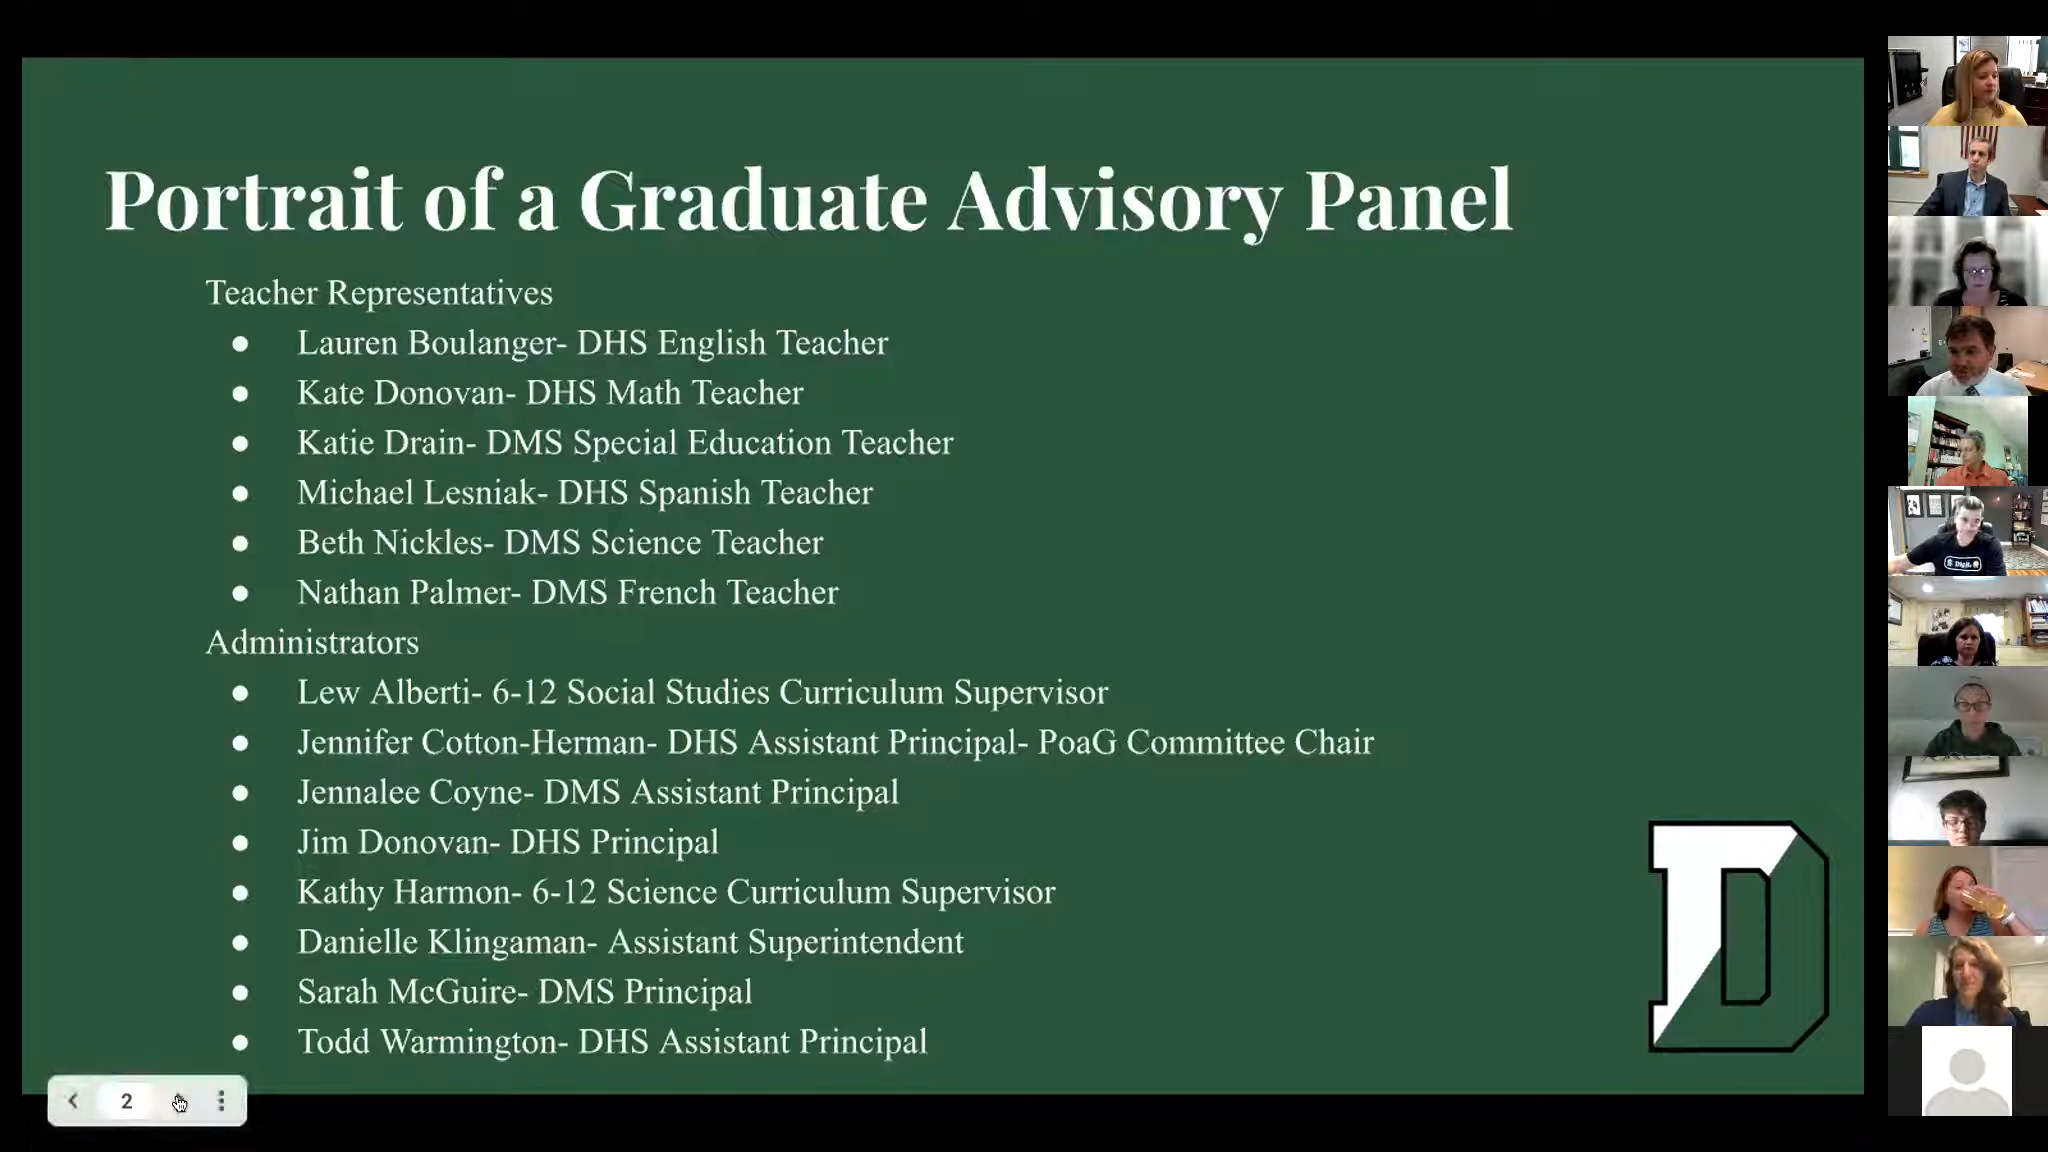 Portrait of a Graduate Advisory Panel
Teacher Representatives
● Lauren Boulanger- DHS English Teacher
● Kate Donovan- DHS Math Teacher
● Katie Drain- DMS Special Education Teacher
● Michael Lesniak- DHS Spanish Teacher
● Beth Nickles- DMS Science Teacher
● Nathan Palmer- DMS French Teacher
Administrators
● Lew Alberti- 6-12 Social Studies Curriculum Supervisor
● Jennifer Cotton-Herman- DHS Assistant Principal- PoaG Committee Chair
● Jennalee Coyne- DMS Assistant Principal
● Jim Donovan- DHS Principal
● Kathy Harmon- 6-12 Science Curriculum Supervisor
● Danielle Klingaman- Assistant Superintendent
● Sarah McGuire- DMS Principal
● Todd Warmington- DHS Assistant Principal
D
2